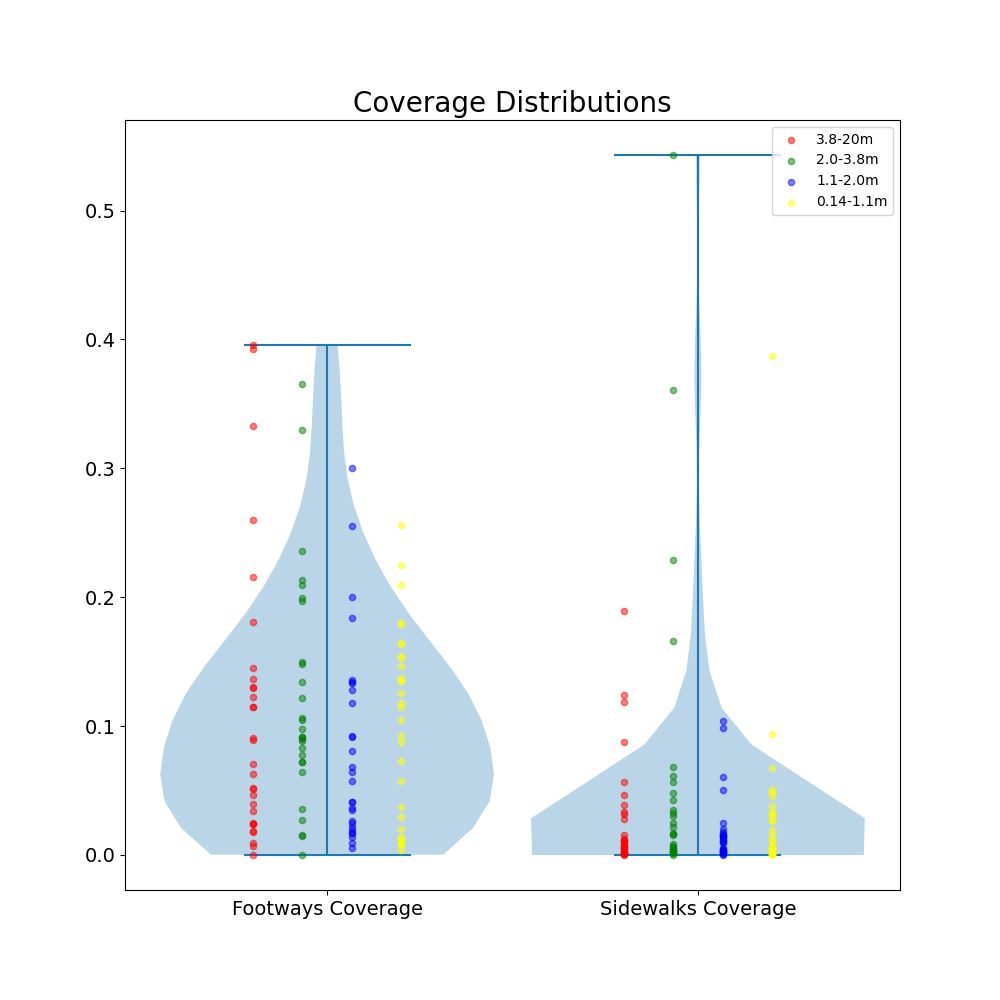 Coverage Distributions
3.8-20m
2.0-3.8m
1.1-2.0m
0.14-1.1m
0.5
0.4
0.3
0.2
0.1
0.0
Footways Coverage
Sidewalks Coverage